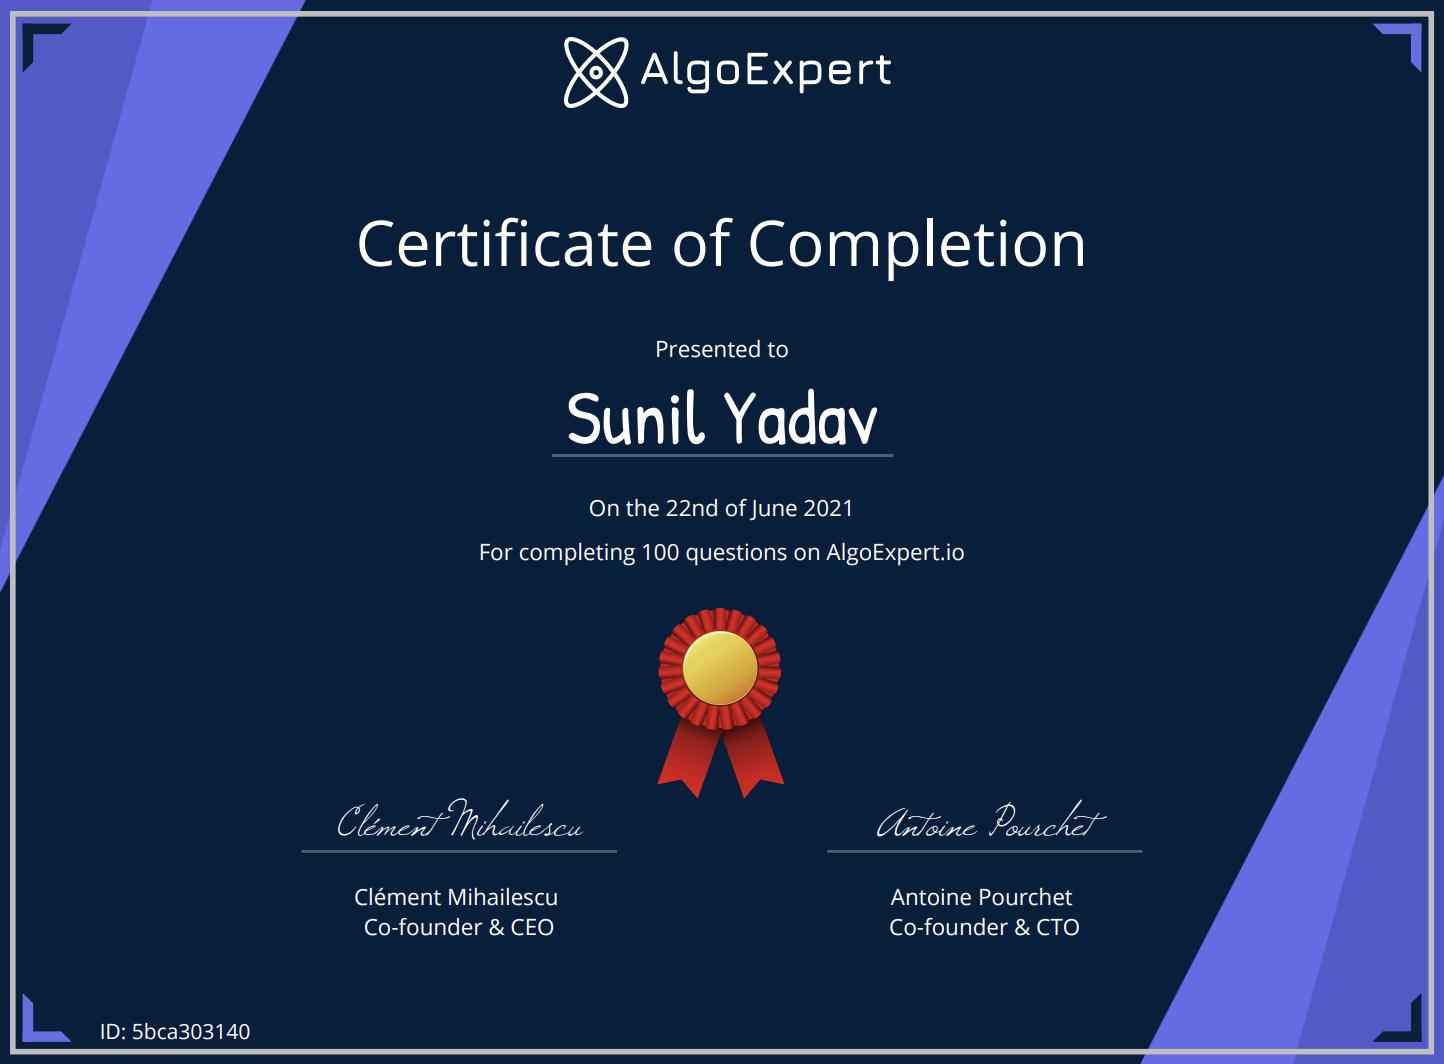 AlgoExpert
Certificate of Completion
Presented to
Sunil Yadav
On the 22nd of June 2021
For completing 100 questions on AlgoExpert.io
Clément Mihailescu
Antoine Pourchet
Clément Mihailescu
Co-founder & CEO
Antoine Pourchet
Co-founder & CTO
ID: 5bca303140